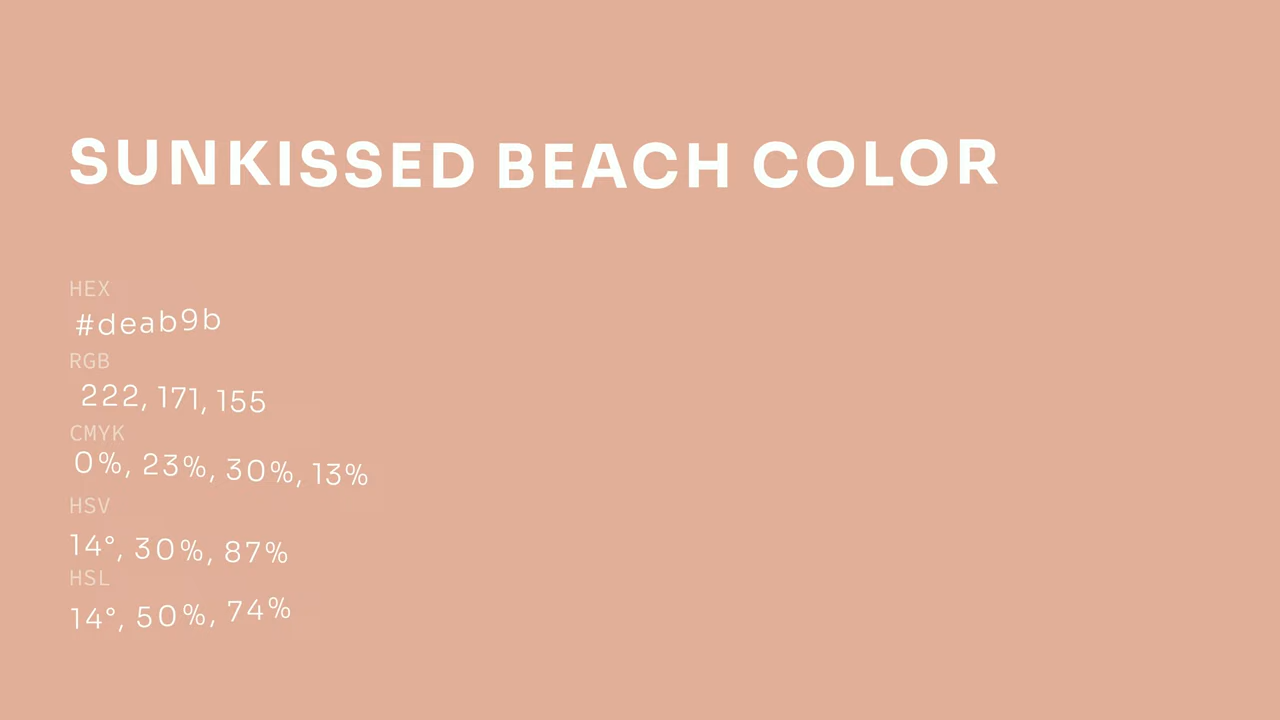 SUNKISSED BEACH COLOR
HEX
#deab9b
RGB
222, 171, 155
CMYK
0%, 23%, 30%, 13%
HSV
14°, 30%, 87%
HSL
14°, 50%, 74%